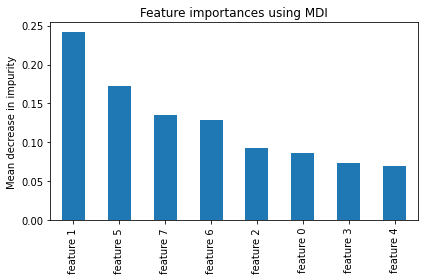 Feature importances using MDI
Mean decrease in impurity
0.25
0.20
0.15
0.10
0.05
0.00
feature 1
feature 5
feature 7
feature 6
feature 2
feature 0
feature 3
feature 4